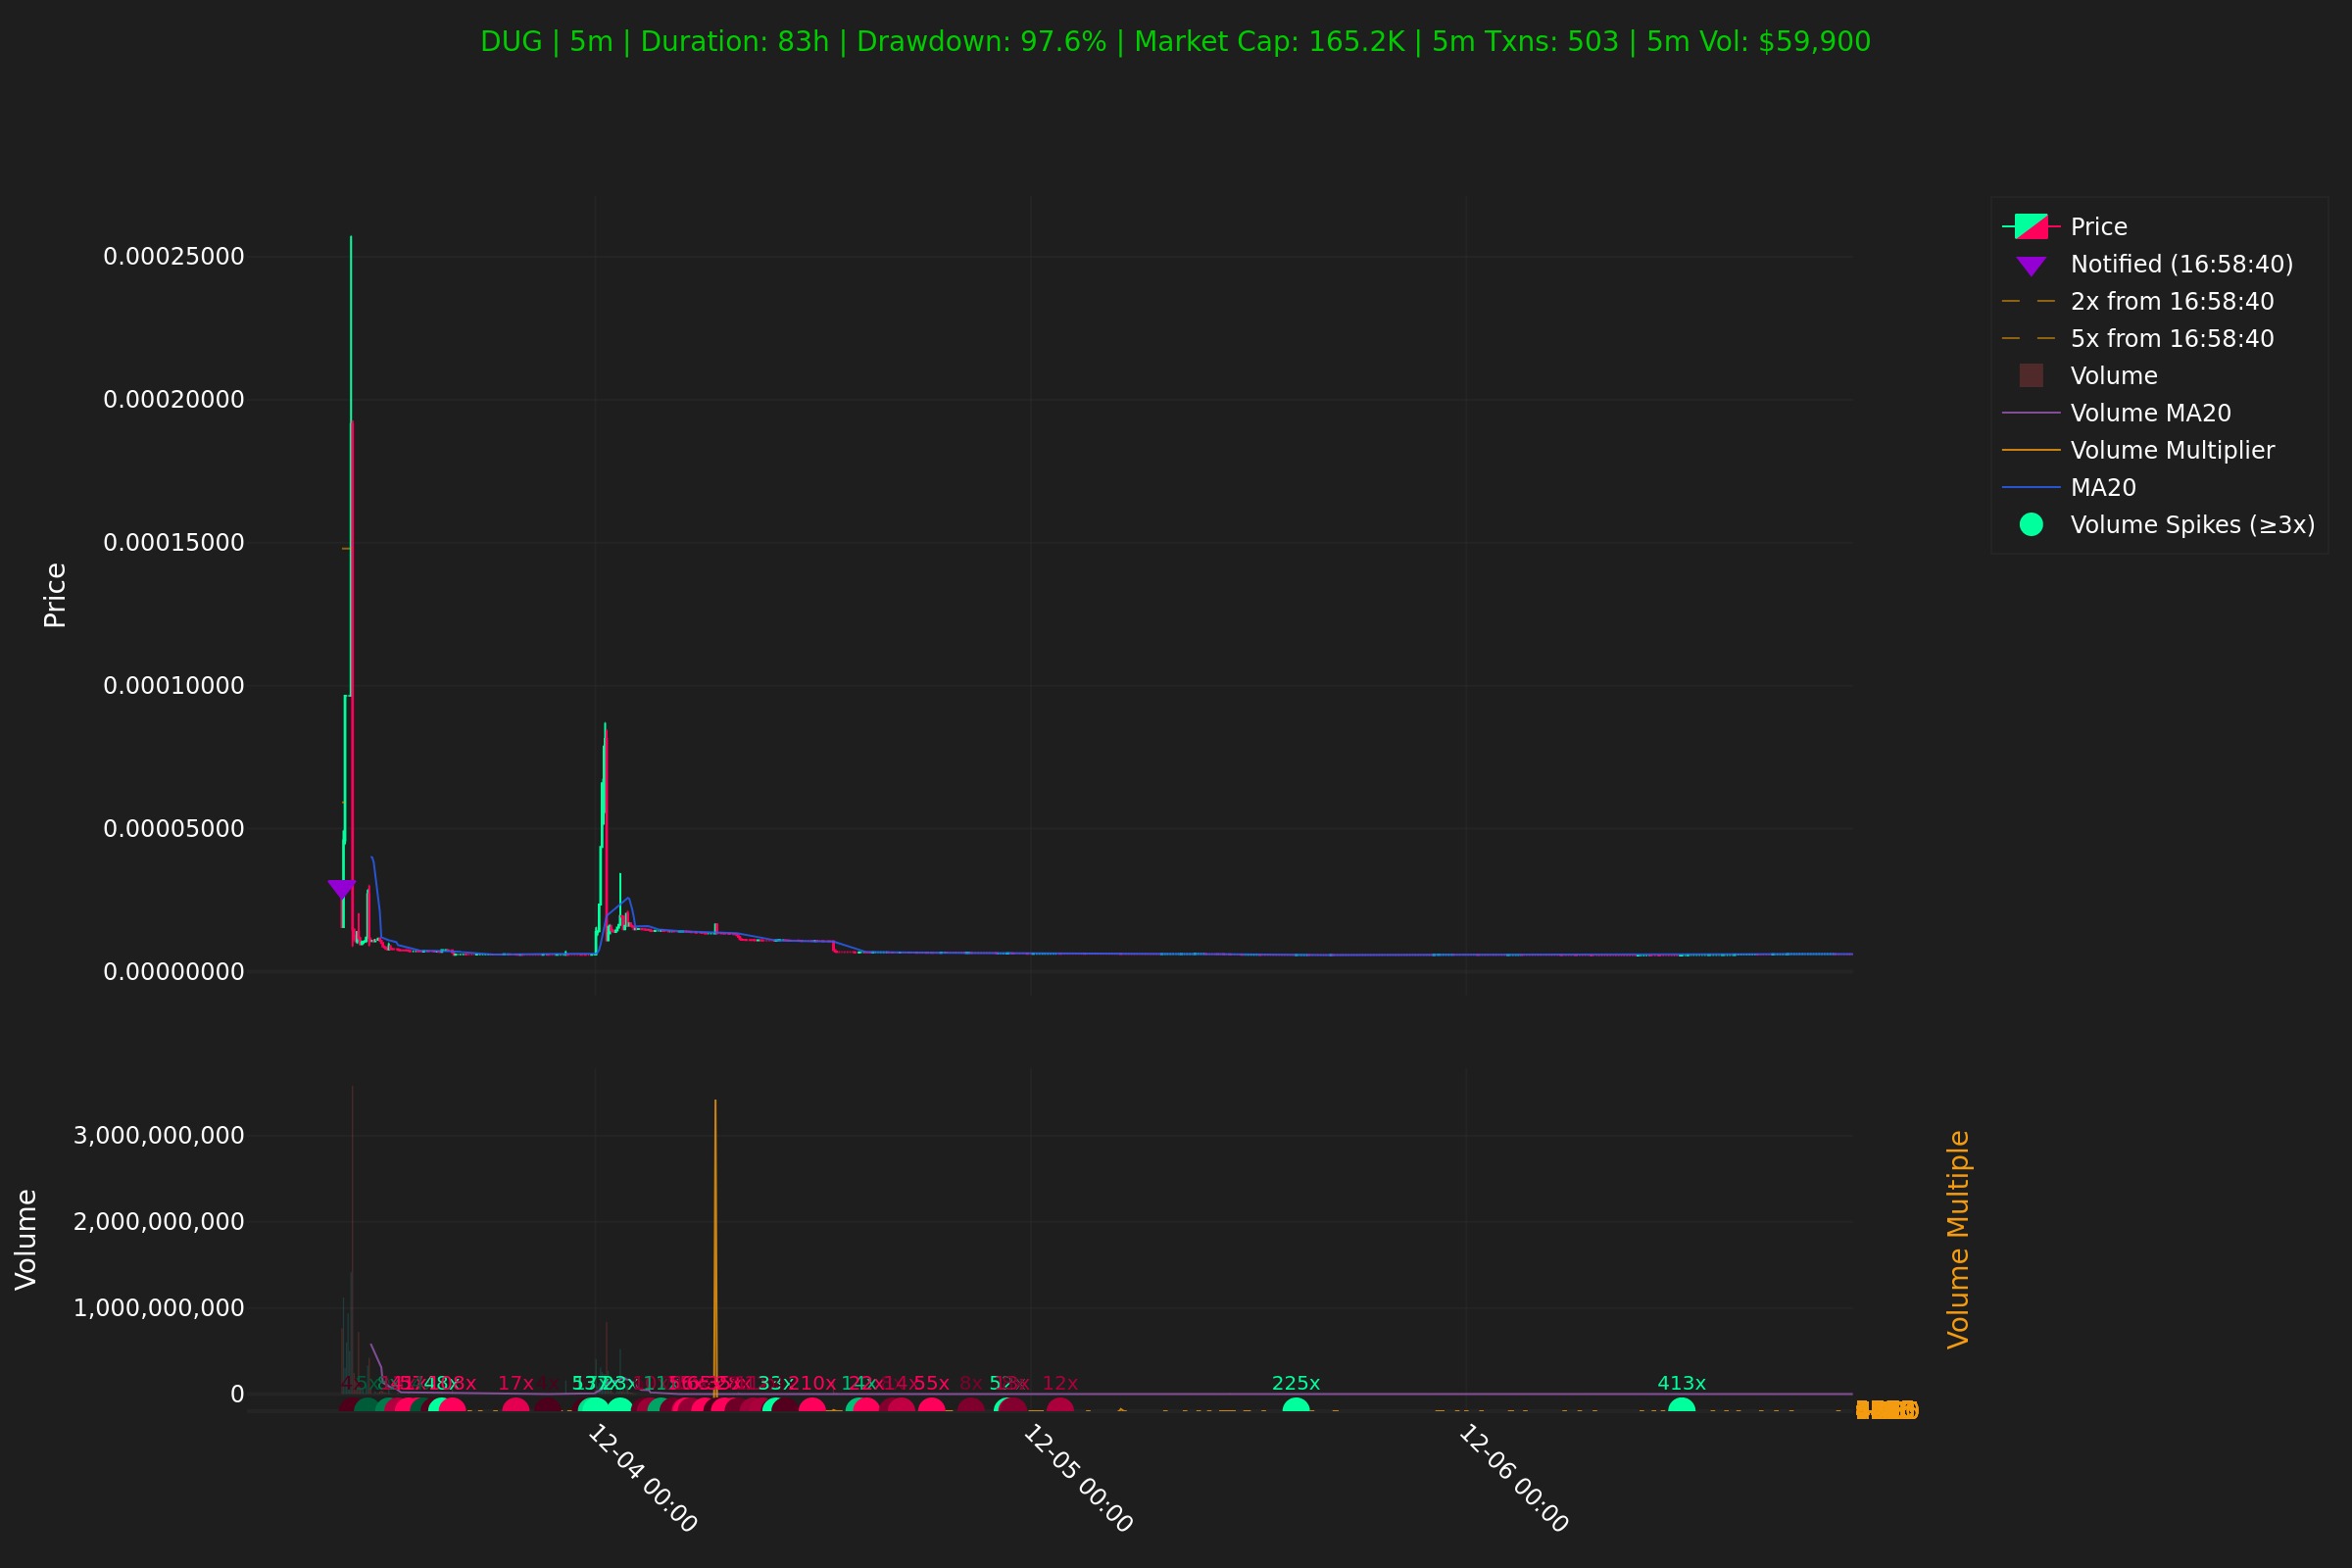 DUG | 5m | Duration: 83h | Drawdown: 97.6% | Market Cap: 165.2K | 5m Txns: 503 | 5m Vol: $59,900
Price
0.00025000
0.00020000
0.00015000
0.00010000
0.00005000
0.00000000
Price
Notified (16:58:40)
2x from 16:58:40
5x from 16:58:40
Volume
Volume MA20
Volume Multiplier
MA20
Volume Spikes (≥3x)
Volume
3,000,000,000
2,000,000,000
1,000,000,000
0
17x
33x
210x
55x
8x
12x
225x
413x
Volume Multiple
12-04 00:00
12-05 00:00
12-06 00:00